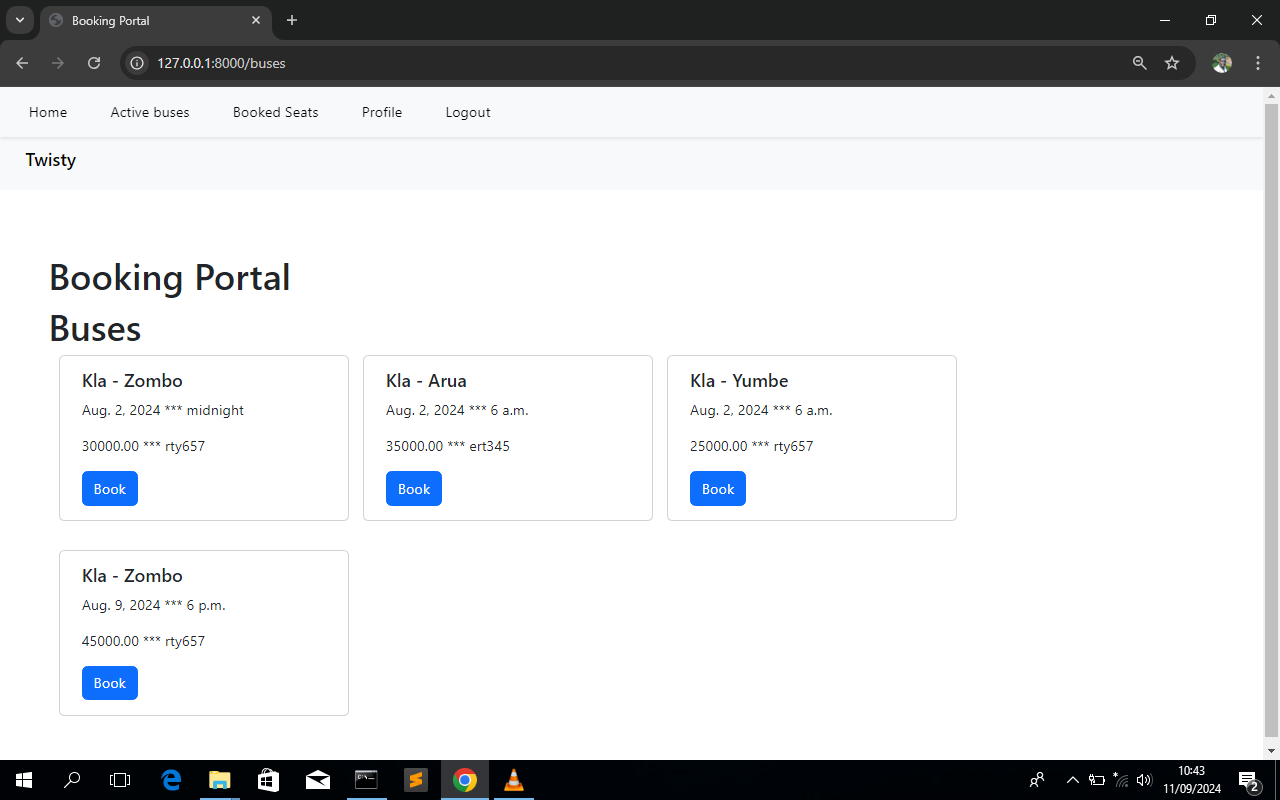 Booking Portal
127.0.0.1:8000/buses
Home Active buses Booked Seats Profile Logout
Twisty
Booking Portal
Buses
Kla - Zombo
Aug. 2, 2024 *** midnight
30000.00 *** rty657
Book
Kla - Arua
Aug. 2, 2024 *** 6 a.m.
35000.00 *** ert345
Book
Kla - Yumbe
Aug. 2, 2024 *** 6 a.m.
25000.00 *** rty657
Book
Kla - Zombo
Aug. 9, 2024 *** 6 p.m.
45000.00 *** rty657
Book
10:43
11/09/2024
2